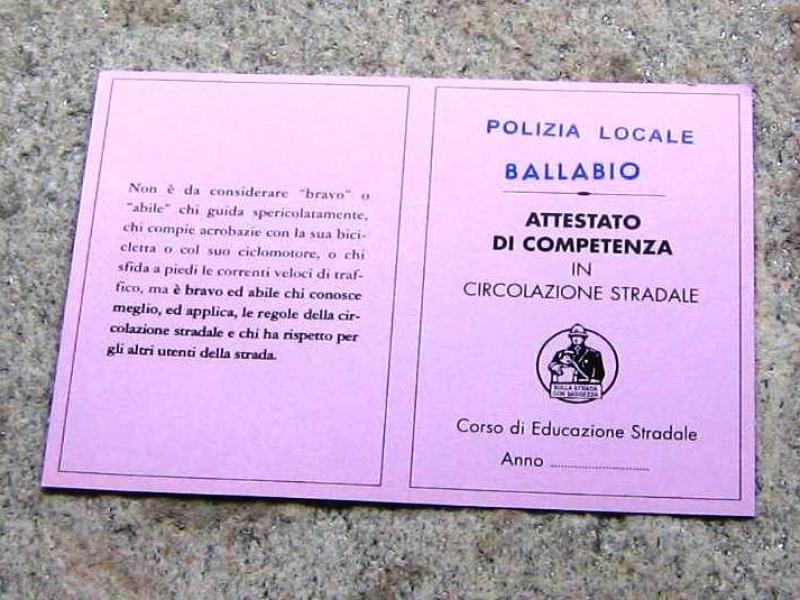 Non è da considerare "bravo" o
"abile" chi guida spericolatamente,
chi compie acrobazie con la sua bici-
cletta o col suo ciclomotore, o chi
sfida a piedi le correnti veloci di traf-
fico, ma è bravo ed abile chi conosce
meglio, ed applica, le regole della cir-
colazione stradale e chi ha rispetto per
gli altri utenti della strada.
POLIZIA LOCALE
BALLABIO
ATTESTATO
DI COMPETENZA
IN
CIRCOLAZIONE STRADALE
SULLA STRADA
CON SAGGEZZA
Corso di Educazione Stradale
Anno ........................